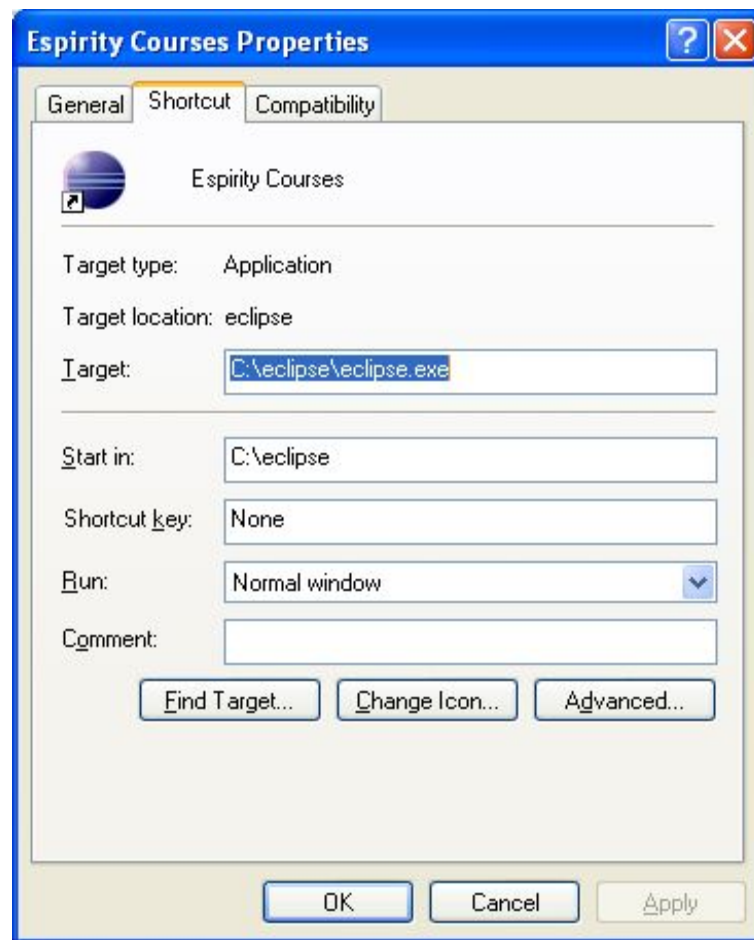 Espirity Courses Properties
General Shortcut Compatibility
Espirity Courses
Target type: Application
Target location: eclipse
Target: C:\eclipse\eclipse.exe
Start in: C:\eclipse
Shortcut key: None
Run: Normal window
Comment:
Find Target... Change Icon... Advanced...
OK Cancel Apply